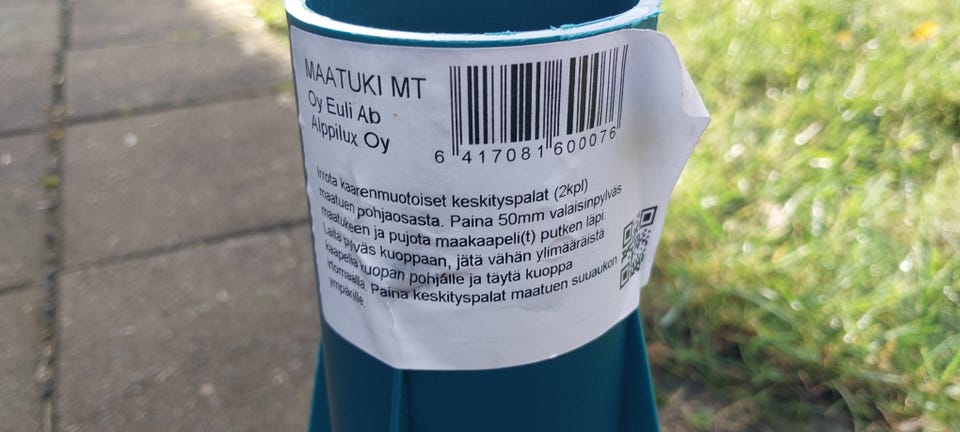 MAATUKI MT
Oy Euli Ab
Alppilux Oy
6 417081 600076
Irrota kaarenmuotoiset keskityspalat (2kpl)
maatuen pohjaosasta. Paina 50mm valaisinpylväs
maatukeen ja pujota maakaapeli(t) putken läpi.
Laita pylväs kuoppaan, jätä vähän ylimääräistä
kaapelia kuopan pohjalle ja täytä kuoppa
irtomaalla. Paina keskityspalat maatuen suuaukon
ympärille.